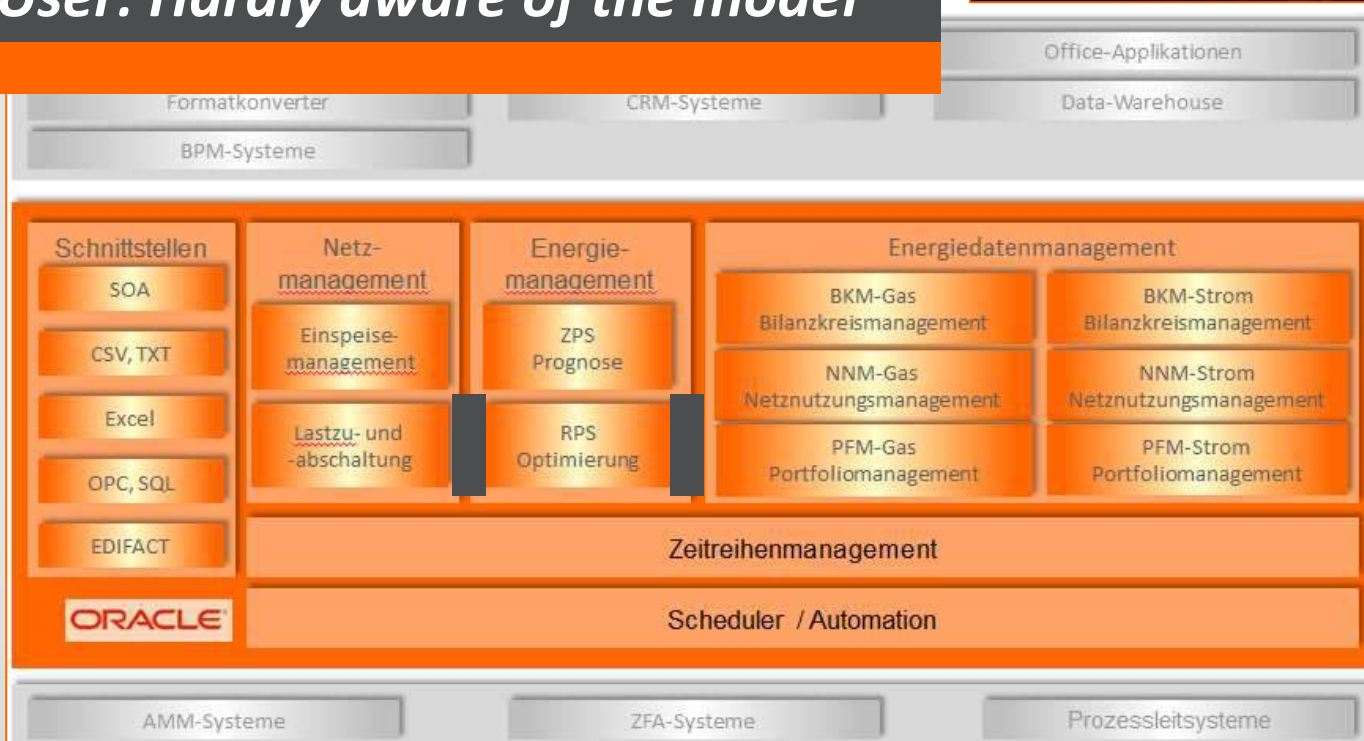 User: Hardly aware of the model
Office-Applikationen
Formatkonverter
CRM-Systeme
Data-Warehouse
BPM-Systeme
Schnittstellen
SOA
CSV, TXT
Excel
OPC, SQL
EDIFACT
ORACLE
Netz-
management
Einspeise-
management
Lastzu- und
-abschaltung
Energie-
management
ZPS
Prognose
RPS
Optimierung
Energiedatenmanagement
BKM-Gas
Bilanzkreismanagement
BKM-Strom
Bilanzkreismanagement
NNM-Gas
Netznutzungsmanagement
NNM-Strom
Netznutzungsmanagement
PFM-Gas
Portfoliomanagement
PFM-Strom
Portfoliomanagement
Zeitreihenmanagement
Scheduler / Automation
AMM-Systeme
ZFA-Systeme
Prozessleitsysteme